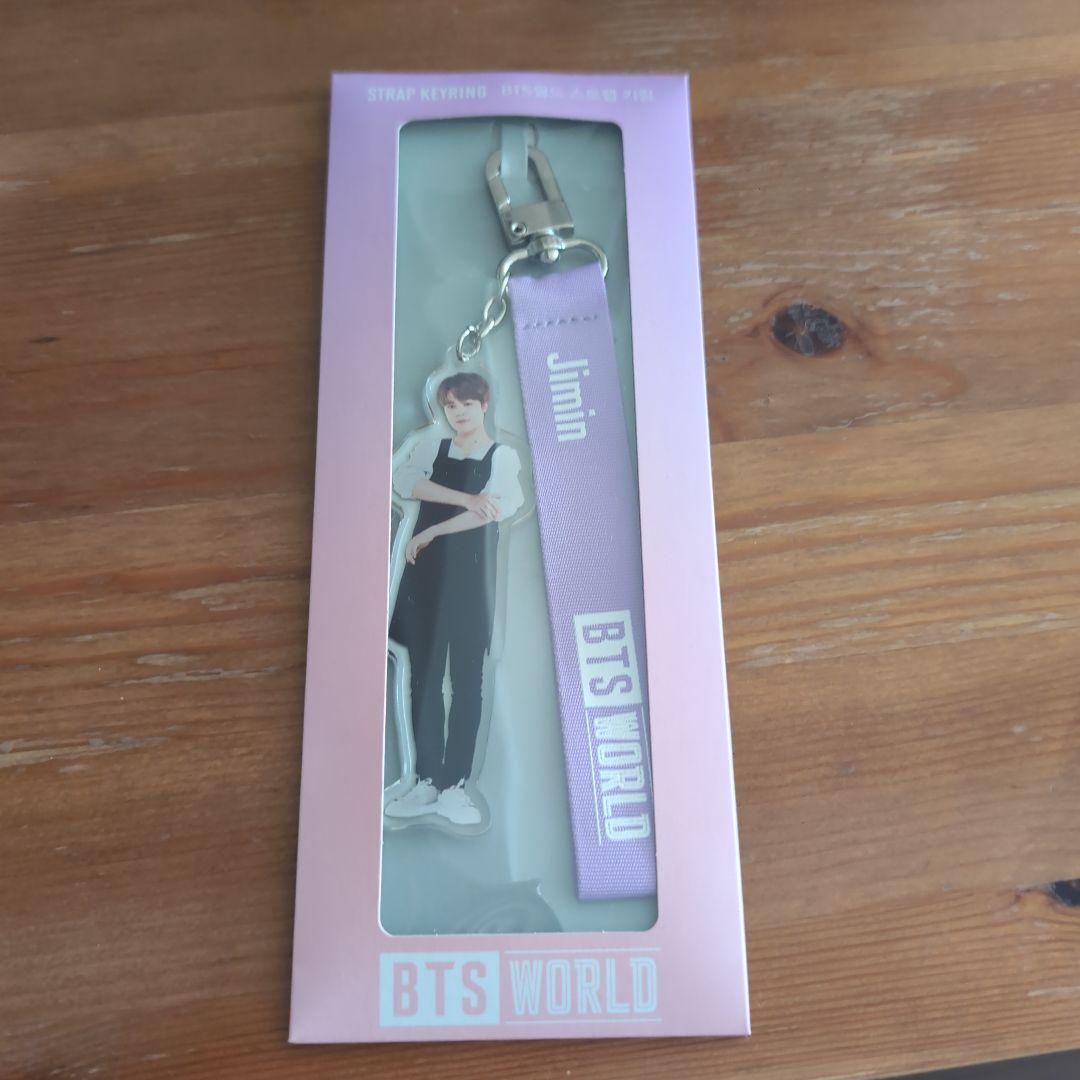 STRAP KEYRING BTS월드 스트랩 키링
Jimin
BTS WORLD
BTS WORLD